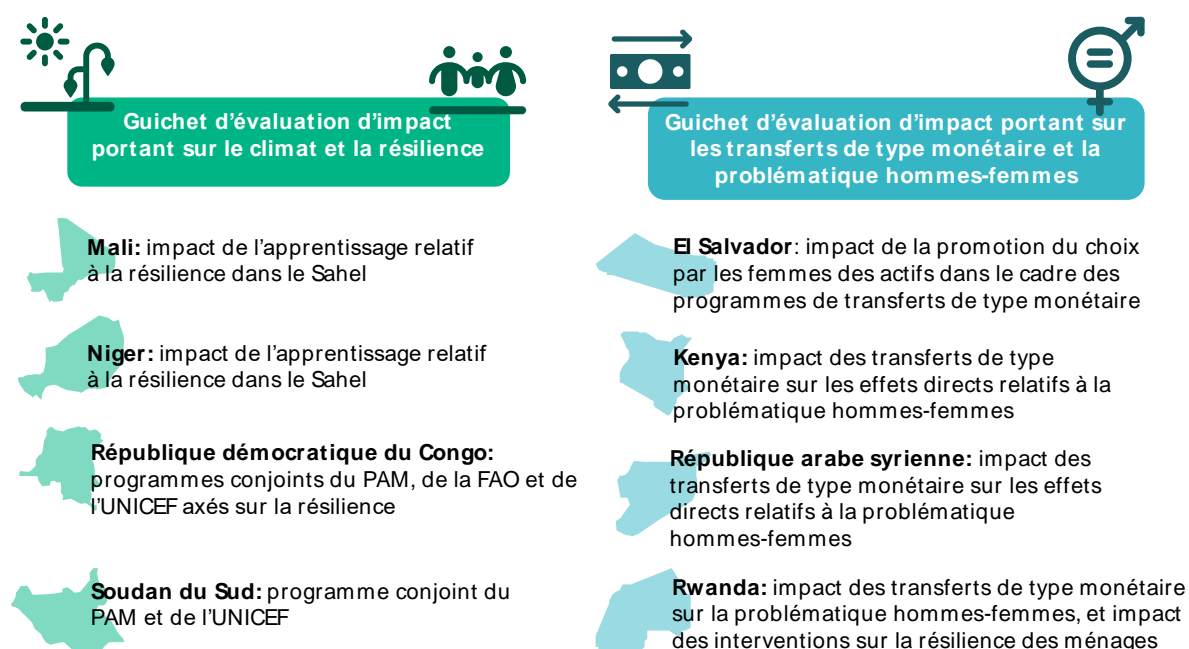 Guichet d'évaluation d'impact
portant sur le climat et la résilience
Mali: impact de l'apprentissage relatif
à la résilience dans le Sahel
Niger: impact de l'apprentissage relatif
à la résilience dans le Sahel
République démocratique du Congo:
programmes conjoints du PAM, de la FAO et de
l'UNICEF axés sur la résilience
Soudan du Sud: programme conjoint du
PAM et de l'UNICEF
Guichet d'évaluation d'impact portant sur
les transferts de type monétaire et la
problématique hommes-femmes
El Salvador: impact de la promotion du choix
par les femmes des actifs dans le cadre des
programmes de transferts de type monétaire
Kenya: impact des transferts de type
monétaire sur les effets directs relatifs à la
problématique hommes-femmes
République arabe syrienne: impact des
transferts de type monétaire sur les effets
directs relatifs à la problématique
hommes-femmes
Rwanda: impact des transferts de type monétaire
sur la problématique hommes-femmes, et impact
des interventions sur la résilience des ménages